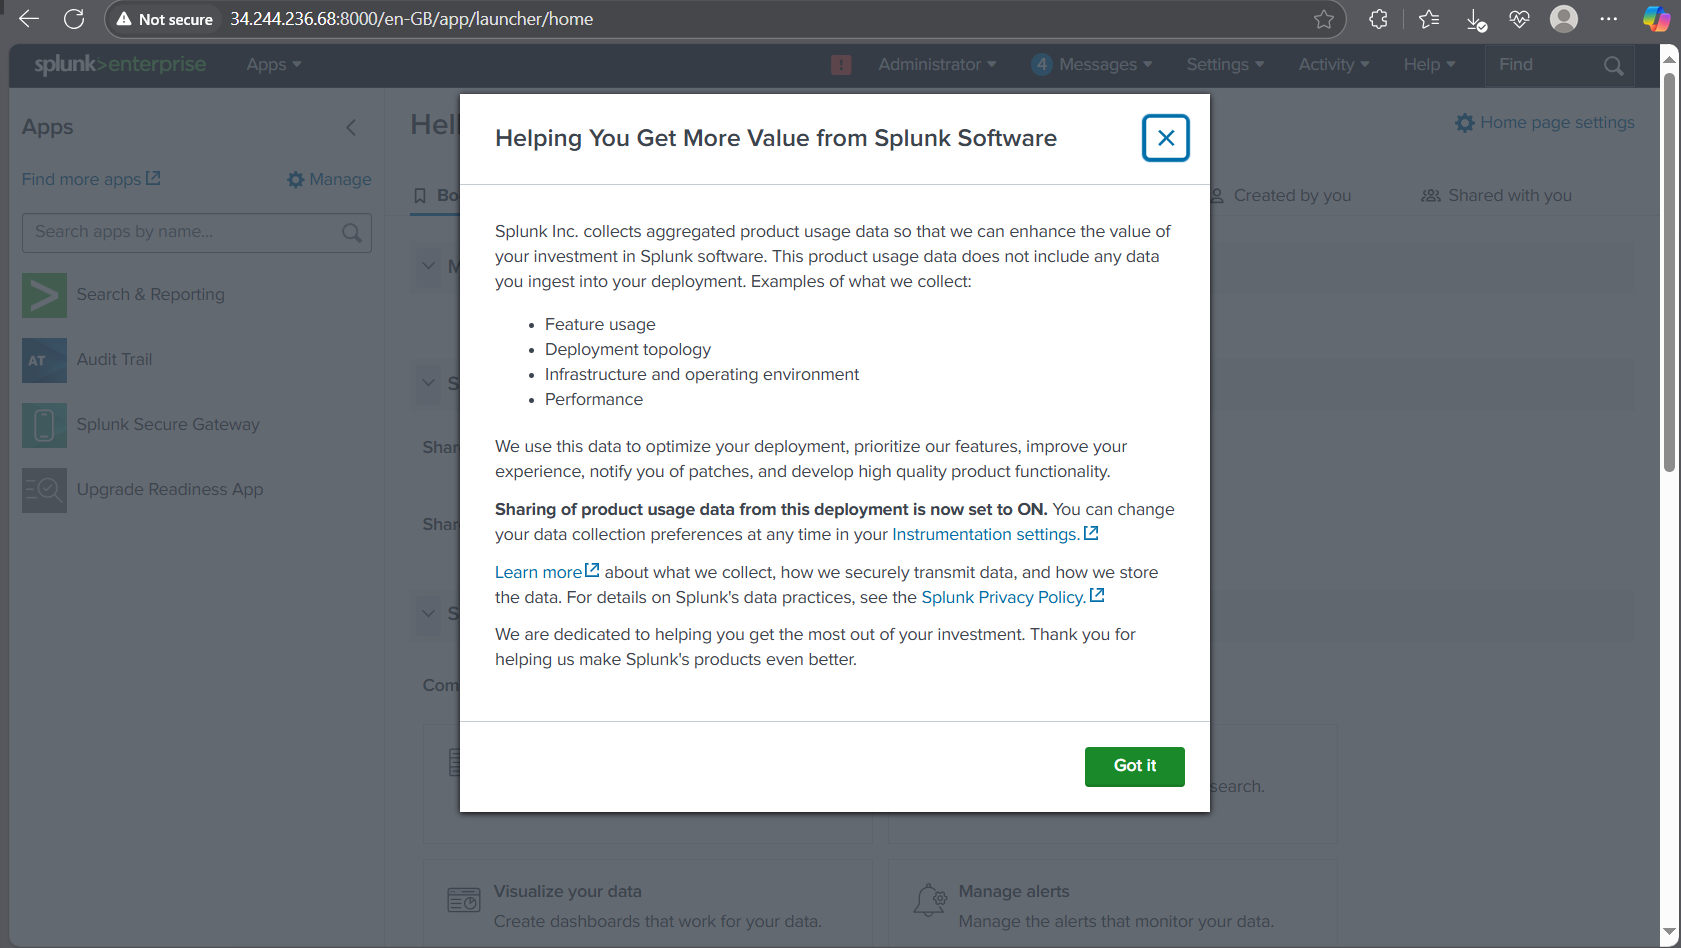 Not secure 34.244.236.68:8000/en-GB/app/launcher/home
splunk>enterprise Apps Administrator 4 Messages Settings Activity Help Find
Apps
Find more apps Manage
Search apps by name...
Search & Reporting
AT Audit Trail
Splunk Secure Gateway
Upgrade Readiness App
Hell
Home page settings
Bo
Created by you
Shared with you
M
S
Shar
Shar
S
Com
Helping You Get More Value from Splunk Software
Splunk Inc. collects aggregated product usage data so that we can enhance the value of
your investment in Splunk software. This product usage data does not include any data
you ingest into your deployment. Examples of what we collect:
• Feature usage
• Deployment topology
• Infrastructure and operating environment
• Performance
We use this data to optimize your deployment, prioritize our features, improve your
experience, notify you of patches, and develop high quality product functionality.
Sharing of product usage data from this deployment is now set to ON. You can change
your data collection preferences at any time in your Instrumentation settings.
Learn more about what we collect, how we securely transmit data, and how we store
the data. For details on Splunk's data practices, see the Splunk Privacy Policy.
We are dedicated to helping you get the most out of your investment. Thank you for
helping us make Splunk's products even better.
Got it
search.
Visualize your data
Create dashboards that work for your data.
Manage alerts
Manage the alerts that monitor your data.